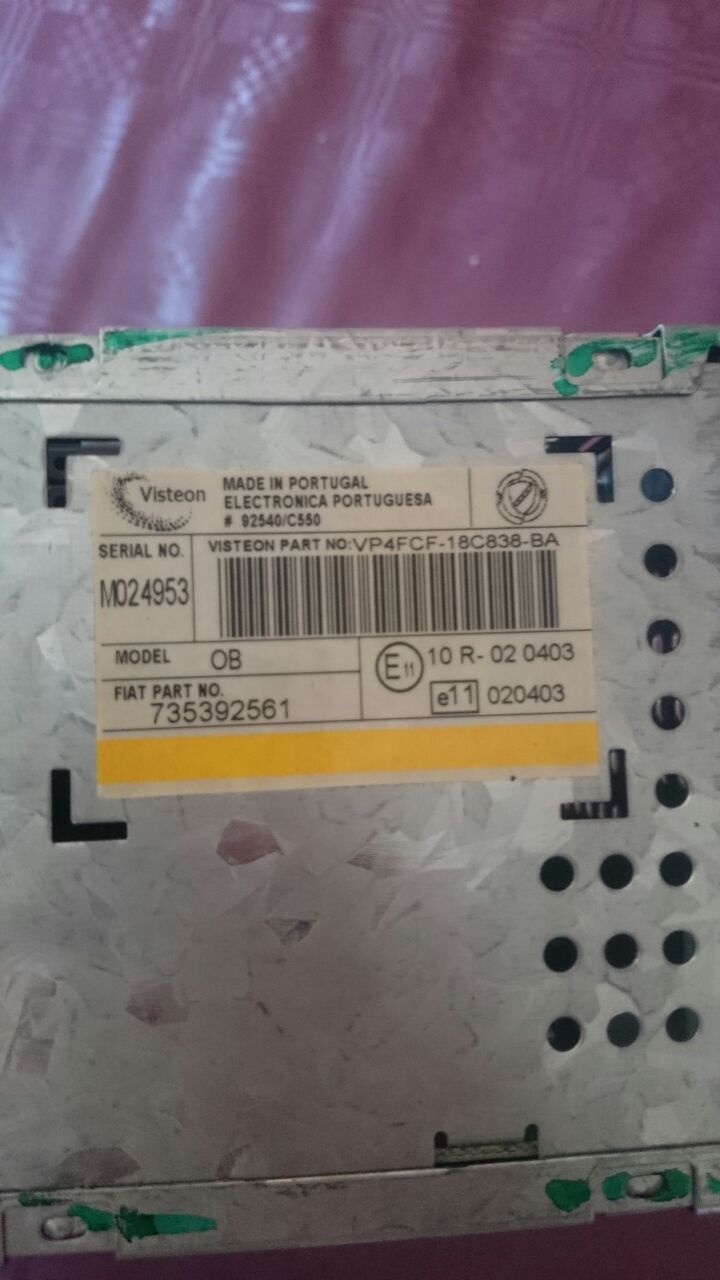 Visteon
MADE IN PORTUGAL
ELECTRONICA PORTUGUESA
# 92540/C550
SERIAL NO.
M024953
VISTEON PART NO:VP4FCF-18C838-BA
MODEL OB
FIAT PART NO.
735392561
E11 10 R- 02 0403
e11 020403